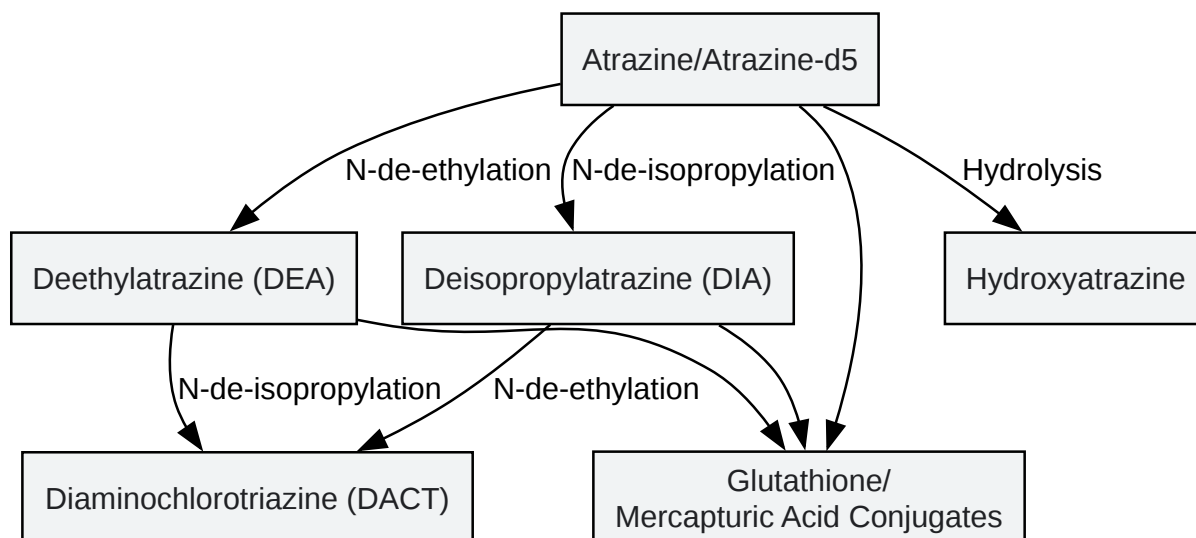 Atrazine/Atrazine-d5
N-de-ethylation
N-de-isopropylation
Hydrolysis
Deethylatrazine (DEA)
Deisopropylatrazine (DIA)
Hydroxyatrazine
N-de-isopropylation
N-de-ethylation
Diaminochlorotriazine (DACT)
Glutathione/
Mercapturic Acid Conjugates